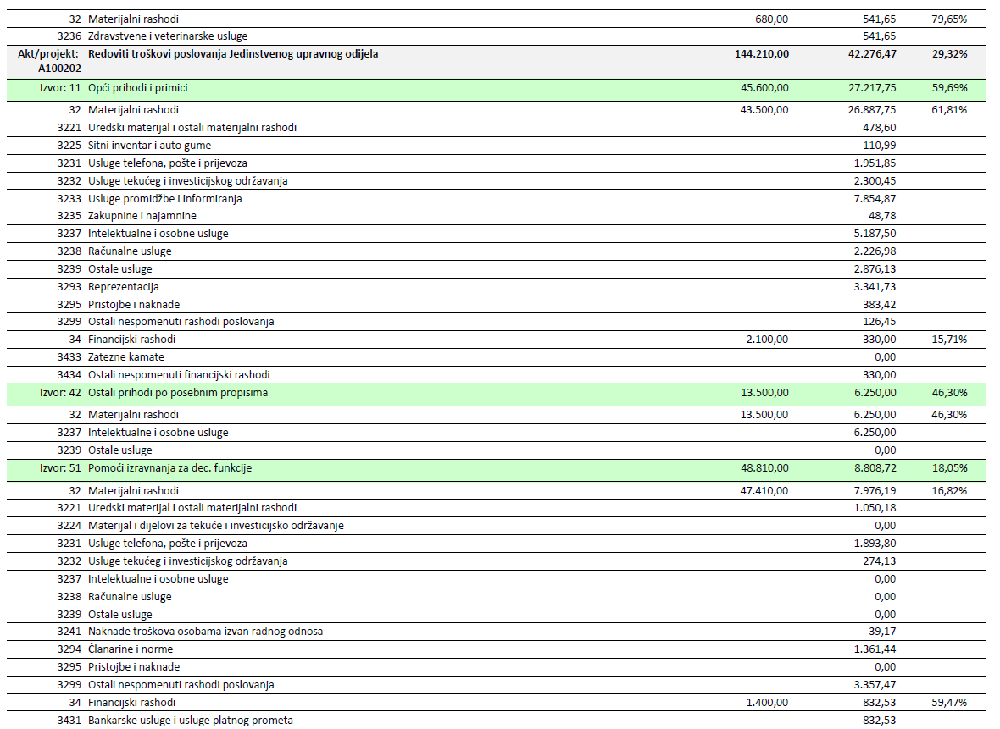 32 Materijalni rashodi 680,00 541,65 79,65%
3236 Zdravstvene i veterinarske usluge 541,65
Akt/projekt: Redoviti troškovi poslovanja Jedinstvenog upravnog odijela 144.210,00 42.276,47 29,32%
A100202
Izvor: 11 Opći prihodi i primici 45.600,00 27.217,75 59,69%
32 Materijalni rashodi 43.500,00 26.887,75 61,81%
3221 Uredski materijal i ostali materijalni rashodi 478,60
3225 Sitni inventar i auto gume 110,99
3231 Usluge telefona, pošte i prijevoza 1.951,85
3232 Usluge tekućeg i investicijskog održavanja 2.300,45
3233 Usluge promidžbe i informiranja 7.854,87
3235 Zakupnine i najamnine 48,78
3237 Intelektualne i osobne usluge 5.187,50
3238 Računalne usluge 2.226,98
3239 Ostale usluge 2.876,13
3293 Reprezentacija 3.341,73
3295 Pristojbe i naknade 383,42
3299 Ostali nespomenuti rashodi poslovanja 126,45
34 Financijski rashodi 2.100,00 330,00 15,71%
3433 Zatezne kamate 0,00
3434 Ostali nespomenuti financijski rashodi 330,00
Izvor: 42 Ostali prihodi po posebnim propisima 13.500,00 6.250,00 46,30%
32 Materijalni rashodi 13.500,00 6.250,00 46,30%
3237 Intelektualne i osobne usluge 6.250,00
3239 Ostale usluge 0,00
Izvor: 51 Pomoći izravnanja za dec. funkcije 48.810,00 8.808,72 18,05%
32 Materijalni rashodi 47.410,00 7.976,19 16,82%
3221 Uredski materijal i ostali materijalni rashodi 1.050,18
3224 Materijal i dijelovi za tekuće i investicijsko održavanje 0,00
3231 Usluge telefona, pošte i prijevoza 1.893,80
3232 Usluge tekućeg i investicijskog održavanja 274,13
3237 Intelektualne i osobne usluge 0,00
3238 Računalne usluge 0,00
3239 Ostale usluge 0,00
3241 Naknade troškova osobama izvan radnog odnosa 39,17
3294 Članarine i norme 1.361,44
3295 Pristojbe i naknade 0,00
3299 Ostali nespomenuti rashodi poslovanja 3.357,47
34 Financijski rashodi 1.400,00 832,53 59,47%
3431 Bankarske usluge i usluge platnog prometa 832,53